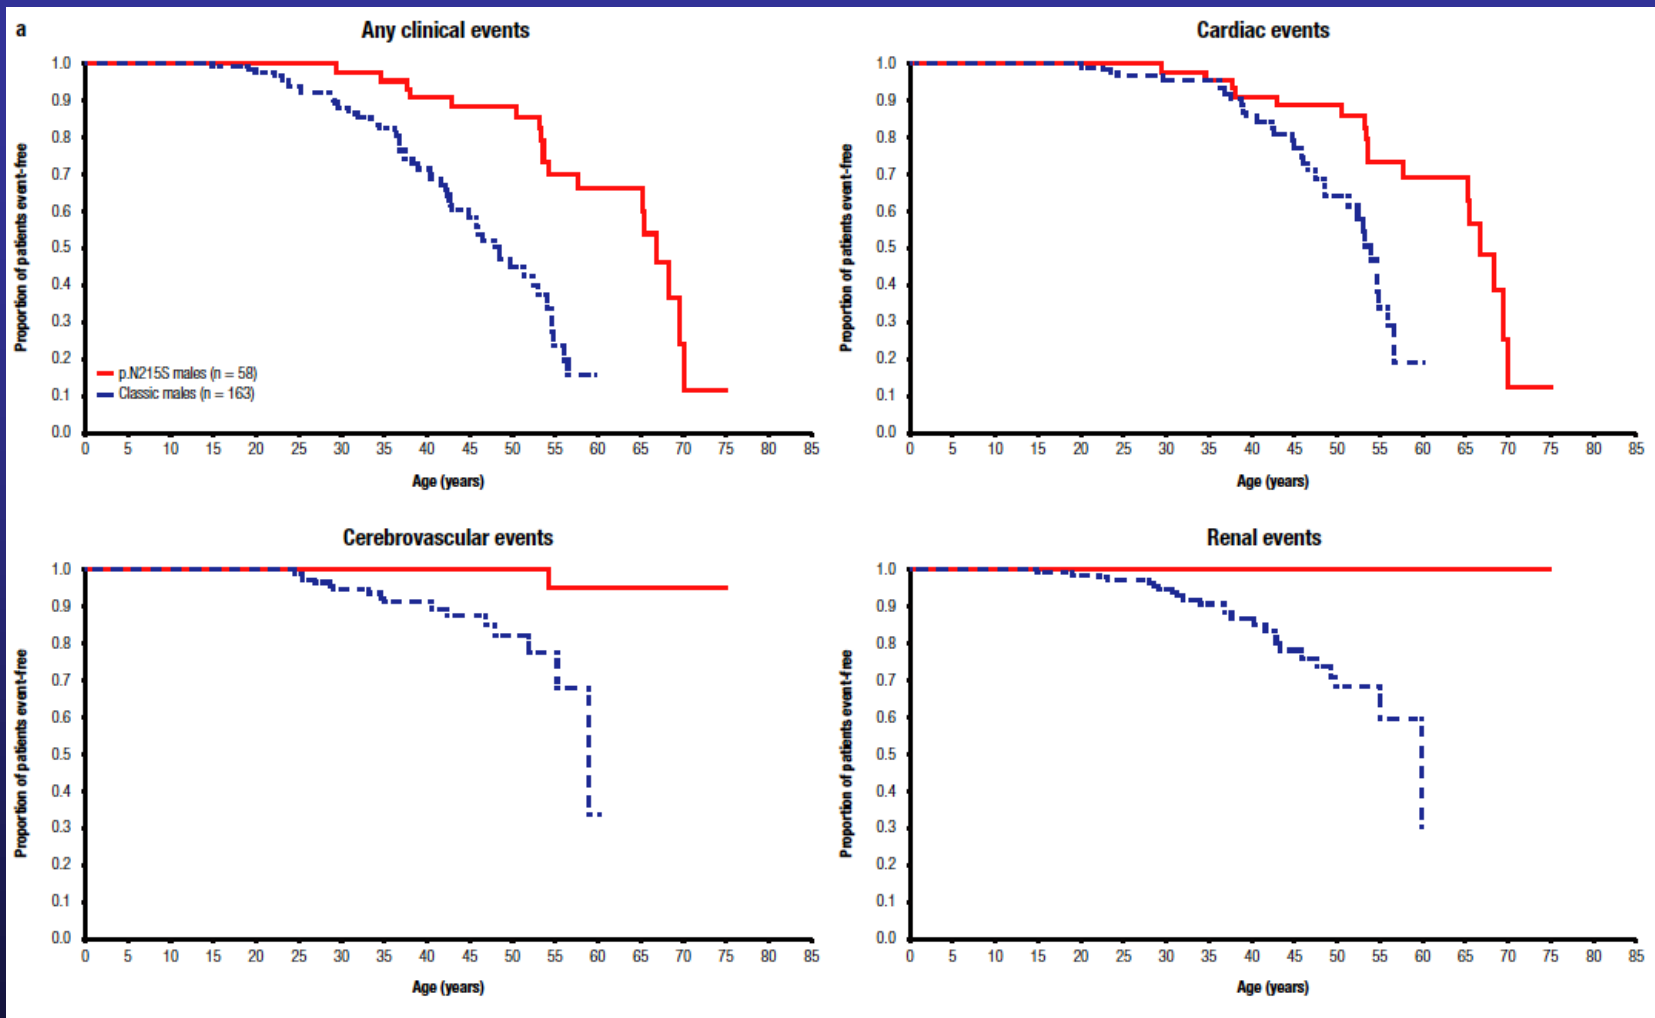 a
Any clinical events
Proportion of patients event-free
1.0
0.9
0.8
0.7
0.6
0.5
0.4
0.3
0.2
0.1
0.0
p.N215S males (n = 58)
Classic males (n = 163)
0 5 10 15 20 25 30 35 40 45 50 55 60 65 70 75 80 85
Age (years)
Cardiac events
Proportion of patients event-free
1.0
0.9
0.8
0.7
0.6
0.5
0.4
0.3
0.2
0.1
0.0
0 5 10 15 20 25 30 35 40 45 50 55 60 65 70 75 80 85
Age (years)
Cerebrovascular events
Proportion of patients event-free
1.0
0.9
0.8
0.7
0.6
0.5
0.4
0.3
0.2
0.1
0.0
0 5 10 15 20 25 30 35 40 45 50 55 60 65 70 75 80 85
Age (years)
Renal events
Proportion of patients event-free
1.0
0.9
0.8
0.7
0.6
0.5
0.4
0.3
0.2
0.1
0.0
0 5 10 15 20 25 30 35 40 45 50 55 60 65 70 75 80 85
Age (years)